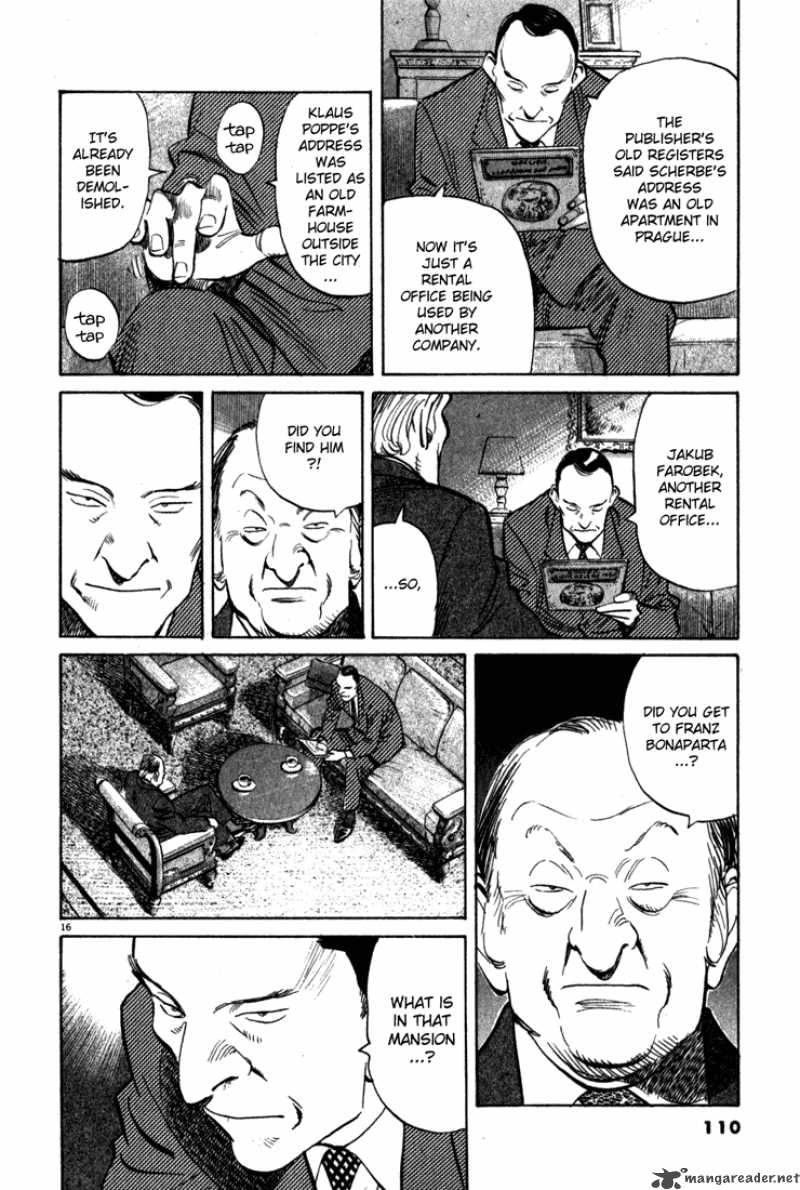 THE
PUBLISHER'S
OLD REGISTERS
SAID SCHERBE'S
ADDRESS
WAS AN OLD
APARTMENT IN
PRAGUE...
NOW IT'S
JUST A
RENTAL
OFFICE BEING
USED BY
ANOTHER
COMPANY.
KLAUS
POPPE'S
ADDRESS
WAS
LISTED AS
AN OLD
FARM-
HOUSE
OUTSIDE
THE CITY
...
tap
tap
IT'S
ALREADY
BEEN
DEMOL-
ISHED.
tap
tap
JAKUB
FAROBEK,
ANOTHER
RENTAL
OFFICE...
...SO,
DID YOU
FIND HIM
?!
DID YOU GET
TO FRANZ
BONAPARTA
...?
16
WHAT IS
IN THAT
MANSION
...?
110
mangareader.net